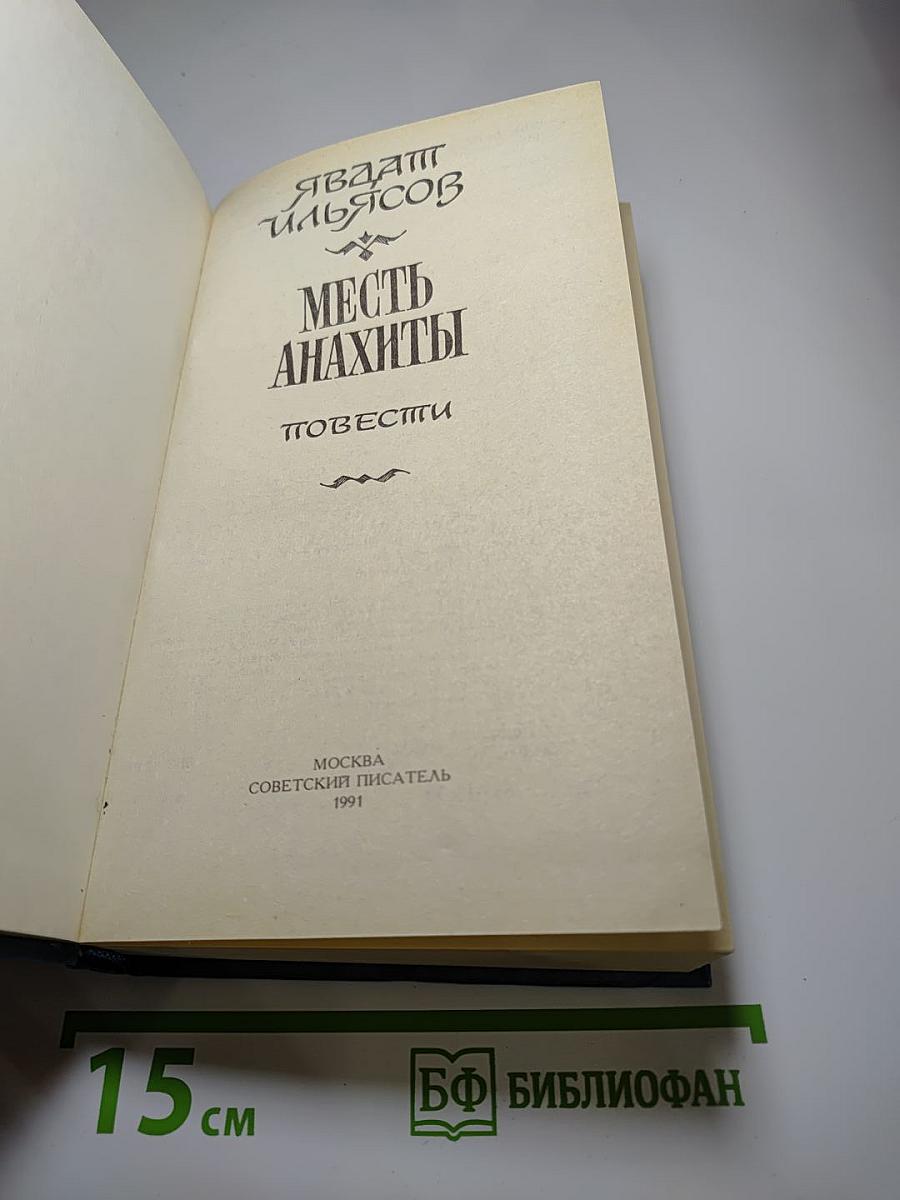 ЯВДАТ
ИЛЬЯСОВ
МЕСТЬ
АНАХИТЫ
ПОВЕСТИ
МОСКВА
СОВЕТСКИЙ ПИСАТЕЛЬ
1991
15 см
БФ БИБЛИОФАН